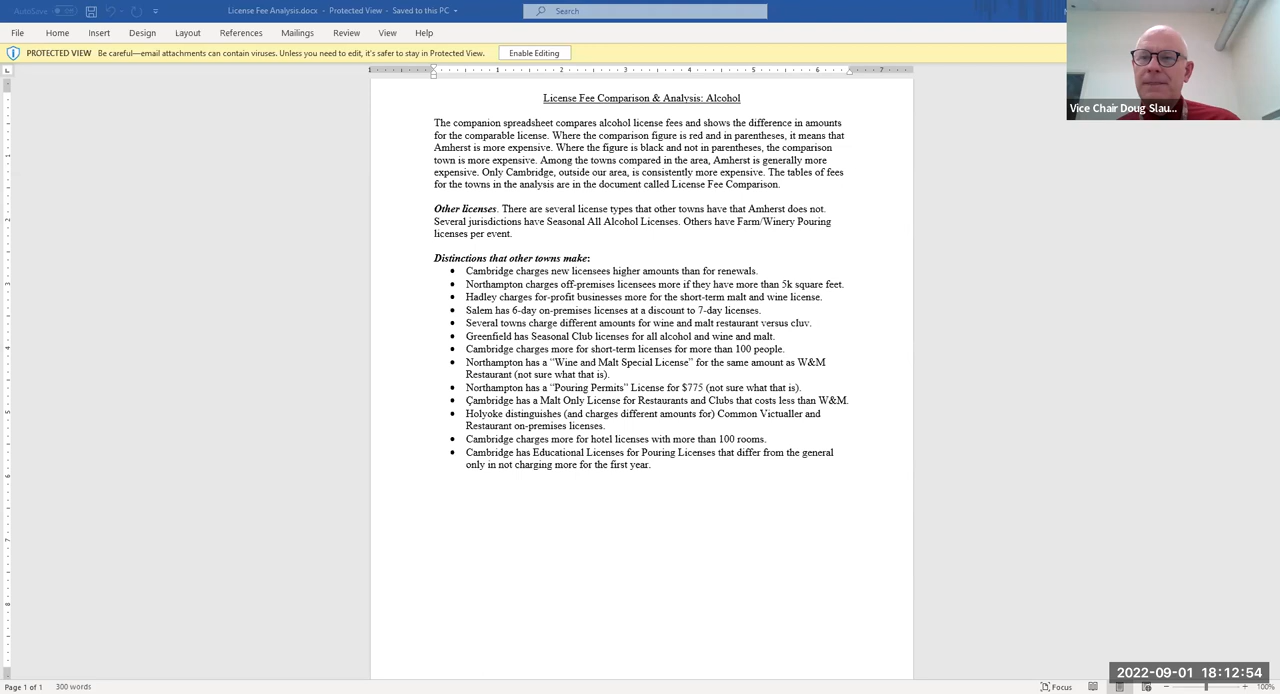 AutoSave
License Fee Analysis.docx - Protected View - Saved to this PC
Search
File Home Insert Design Layout References Mailings Review View Help
PROTECTED VIEW Be careful—email attachments can contain viruses. Unless you need to edit, it's safer to stay in Protected View. Enable Editing
Vice Chair Doug Slau...
License Fee Comparison & Analysis: Alcohol
The companion spreadsheet compares alcohol license fees and shows the difference in amounts
for the comparable license. Where the comparison figure is red and in parentheses, it means that
Amherst is more expensive. Where the figure is black and not in parentheses, the comparison
town is more expensive. Among the towns compared in the area, Amherst is generally more
expensive. Only Cambridge, outside our area, is consistently more expensive. The tables of fees
for the towns in the analysis are in the document called License Fee Comparison.
Other licenses. There are several license types that other towns have that Amherst does not.
Several jurisdictions have Seasonal All Alcohol Licenses. Others have Farm/Winery Pouring
licenses per event.
Distinctions that other towns make:
• Cambridge charges new licensees higher amounts than for renewals.
• Northampton charges off-premises licensees more if they have more than 5k square feet.
• Hadley charges for-profit businesses more for the short-term malt and wine license.
• Salem has 6-day on-premises licenses at a discount to 7-day licenses.
• Several towns charge different amounts for wine and malt restaurant versus cluv.
• Greenfield has Seasonal Club licenses for all alcohol and wine and malt.
• Cambridge charges more for short-term licenses for more than 100 people.
• Northampton has a “Wine and Malt Special License” for the same amount as W&M
Restaurant (not sure what that is).
• Northampton has a “Pouring Permits” License for $775 (not sure what that is).
• Cambridge has a Malt Only License for Restaurants and Clubs that costs less than W&M.
• Holyoke distinguishes (and charges different amounts for) Common Victualler and
Restaurant on-premises licenses.
• Cambridge charges more for hotel licenses with more than 100 rooms.
• Cambridge has Educational Licenses for Pouring Licenses that differ from the general
only in not charging more for the first year.
2022-09-01 18:12:54
Page 1 of 1 300 words
Focus
100%